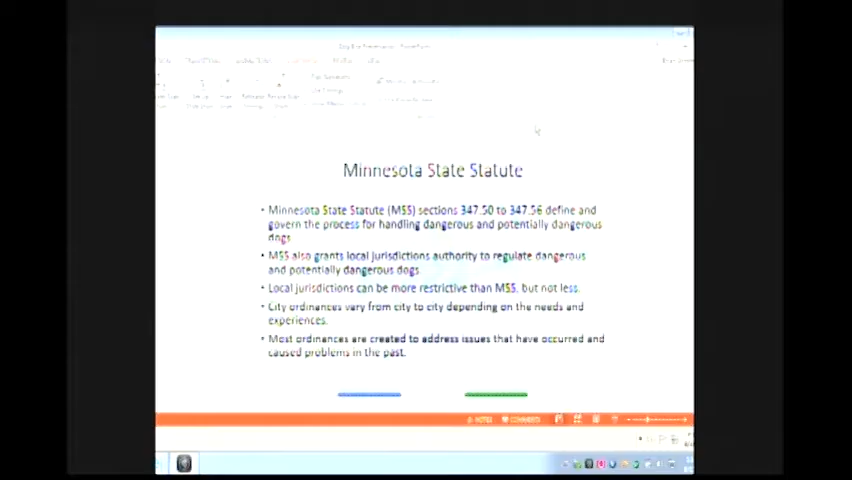 Minnesota State Statute
• Minnesota State Statute (MSS) sections 347.50 to 347.56 define and
govern the process for handling dangerous and potentially dangerous
dogs
• MSS also grants local jurisdictions authority to regulate dangerous
and potentially dangerous dogs
• Local jurisdictions can be more restrictive than MSS, but not less.
• City ordinances vary from city to city depending on the needs and
experiences.
• Most ordinances are created to address issues that have occurred and
caused problems in the past.
NOTES COMMENTS